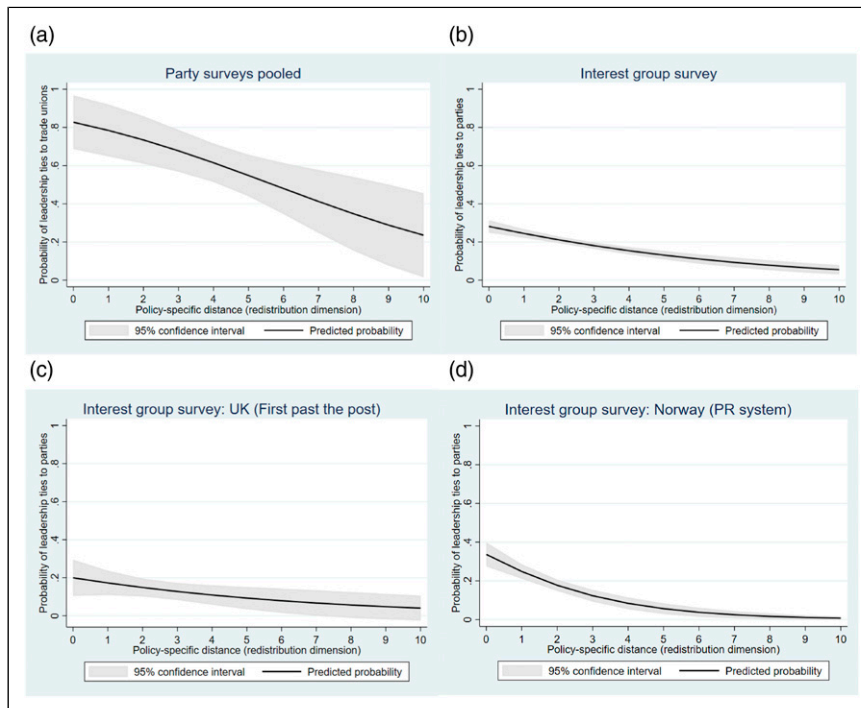 (a)
Party surveys pooled
Probability of leadership ties to trade unions
1
.8
.6
.4
.2
0
0 1 2 3 4 5 6 7 8 9 10
Policy-specific distance (redistribution dimension)
95% confidence interval Predicted probability
(b)
Interest group survey
Probability of leadership ties to parties
1
.8
.6
.4
.2
0
0 1 2 3 4 5 6 7 8 9 10
Policy-specific distance (redistribution dimension)
95% confidence interval Predicted probability
(c)
Interest group survey: UK (First past the post)
Probability of leadership ties to parties
1
.8
.6
.4
.2
0
0 1 2 3 4 5 6 7 8 9 10
Policy-specific distance (redistribution dimension)
95% confidence interval Predicted probability
(d)
Interest group survey: Norway (PR system)
Probability of leadership ties to parties
1
.8
.6
.4
.2
0
0 1 2 3 4 5 6 7 8 9 10
Policy-specific distance (redistribution dimension)
95% confidence interval Predicted probability